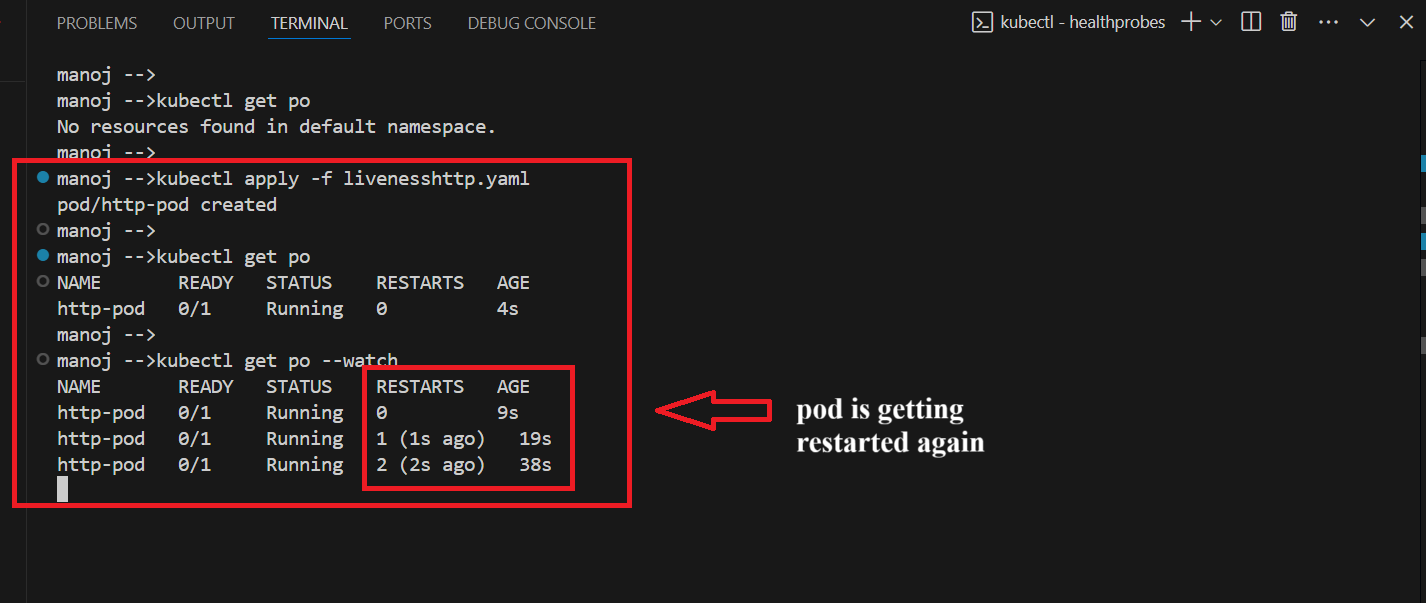 PROBLEMS OUTPUT TERMINAL PORTS DEBUG CONSOLE kubectl - healthprobes
manoj -->
manoj -->kubectl get po
No resources found in default namespace.
manoj -->
manoj -->kubectl apply -f livenesshttp.yaml
pod/http-pod created
manoj -->
manoj -->kubectl get po
NAME READY STATUS RESTARTS AGE
http-pod 0/1 Running 0 4s
manoj -->
manoj -->kubectl get po --watch
NAME READY STATUS RESTARTS AGE
http-pod 0/1 Running 0 9s
http-pod 0/1 Running 1 (1s ago) 19s
http-pod 0/1 Running 2 (2s ago) 38s
pod is getting
restarted again